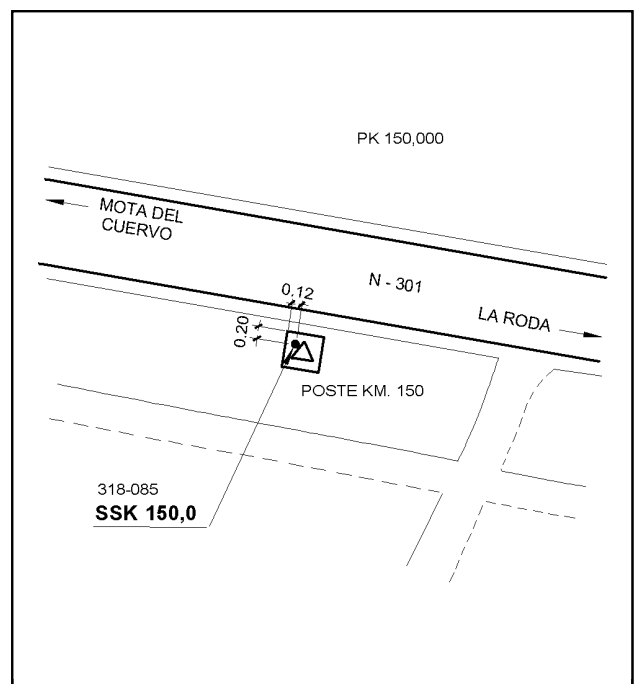 PK 150,000
MOTA DEL
CUERVO
N - 301
0,12
LA RODA
0,20
POSTE KM. 150
318-085
SSK 150,0